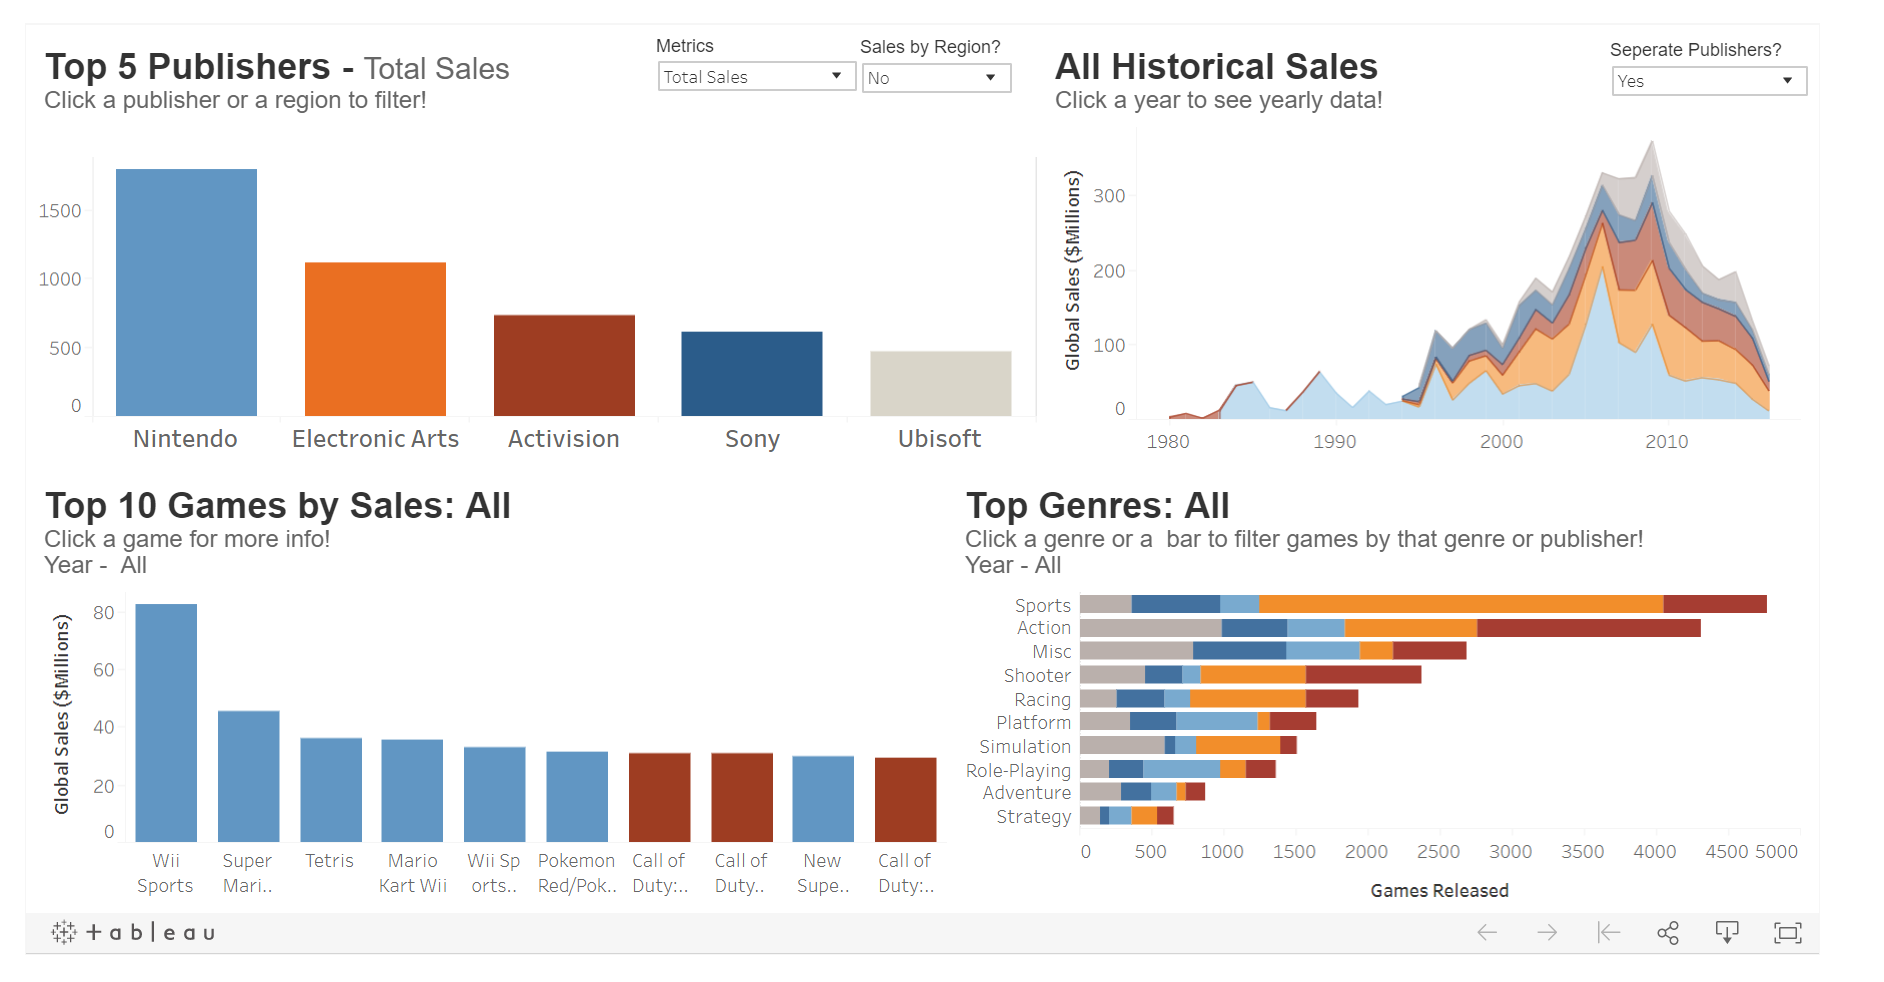 Top 5 Publishers - Total Sales
Click a publisher or a region to filter!
Metrics
Total Sales
Sales by Region?
No
1500
1000
500
0
Nintendo Electronic Arts Activision Sony Ubisoft
All Historical Sales
Click a year to see yearly data!
Seperate Publishers?
Yes
Global Sales ($Millions)
300
200
100
0
1980 1990 2000 2010
Top 10 Games by Sales: All
Click a game for more info!
Year - All
Global Sales ($Millions)
80
60
40
20
0
Wii Super Tetris Mario Wii Sp Pokemon Call of Call of New Call of
Sports Mari.. Kart Wii orts.. Red/Pok.. Duty:.. Duty.. Supe.. Duty:..
Top Genres: All
Click a genre or a bar to filter games by that genre or publisher!
Year - All
Sports
Action
Misc
Shooter
Racing
Platform
Simulation
Role-Playing
Adventure
Strategy
0 500 1000 1500 2000 2500 3000 3500 4000 4500 5000
Games Released
+ableau